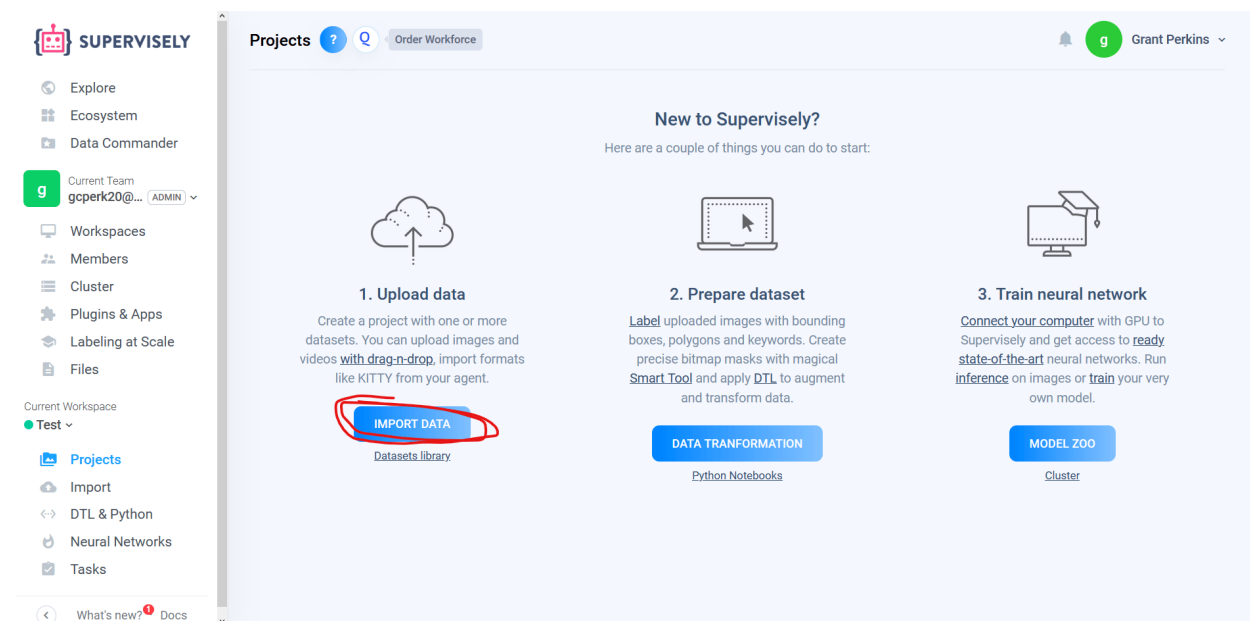 SUPERVISELY
Explore
Ecosystem
Data Commander
g
Current Team
gcperk20@... ADMIN
Workspaces
Members
Cluster
Plugins & Apps
Labeling at Scale
Files
Current Workspace
Test
Projects
Import
DTL & Python
Neural Networks
Tasks
What's new? 1 Docs
Projects ? Q Order Workforce
g Grant Perkins
New to Supervisely?
Here are a couple of things you can do to start:
1. Upload data
Create a project with one or more
datasets. You can upload images and
videos with drag-n-drop, import formats
like KITTY from your agent.
IMPORT DATA
Datasets library
2. Prepare dataset
Label uploaded images with bounding
boxes, polygons and keywords. Create
precise bitmap masks with magical
Smart Tool and apply DTL to augment
and transform data.
DATA TRANFORMATION
Python Notebooks
3. Train neural network
Connect your computer with GPU to
Supervisely and get access to ready
state-of-the-art neural networks. Run
inference on images or train your very
own model.
MODEL ZOO
Cluster